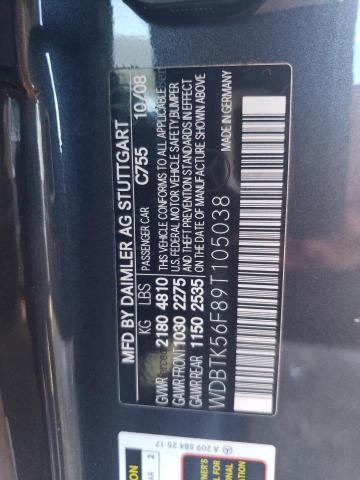 MFD BY DAIMLER AG STUTTGART
KG LBS PASSENGER CAR C755 10/08
GVWR 2180 4810 THIS VEHICLE CONFORMS TO ALL APPLICABLE
GAWR FRONT 1030 2275 U.S. FEDERAL MOTOR VEHICLE SAFETY, BUMPER
GAWR REAR 1150 2535 AND THEFT PREVENTION STANDARDS IN EFFECT
ON THE DATE OF MANUFACTURE SHOWN ABOVE
WDBTK56F89T105038 MADE IN GERMANY
A 209 584 25 17